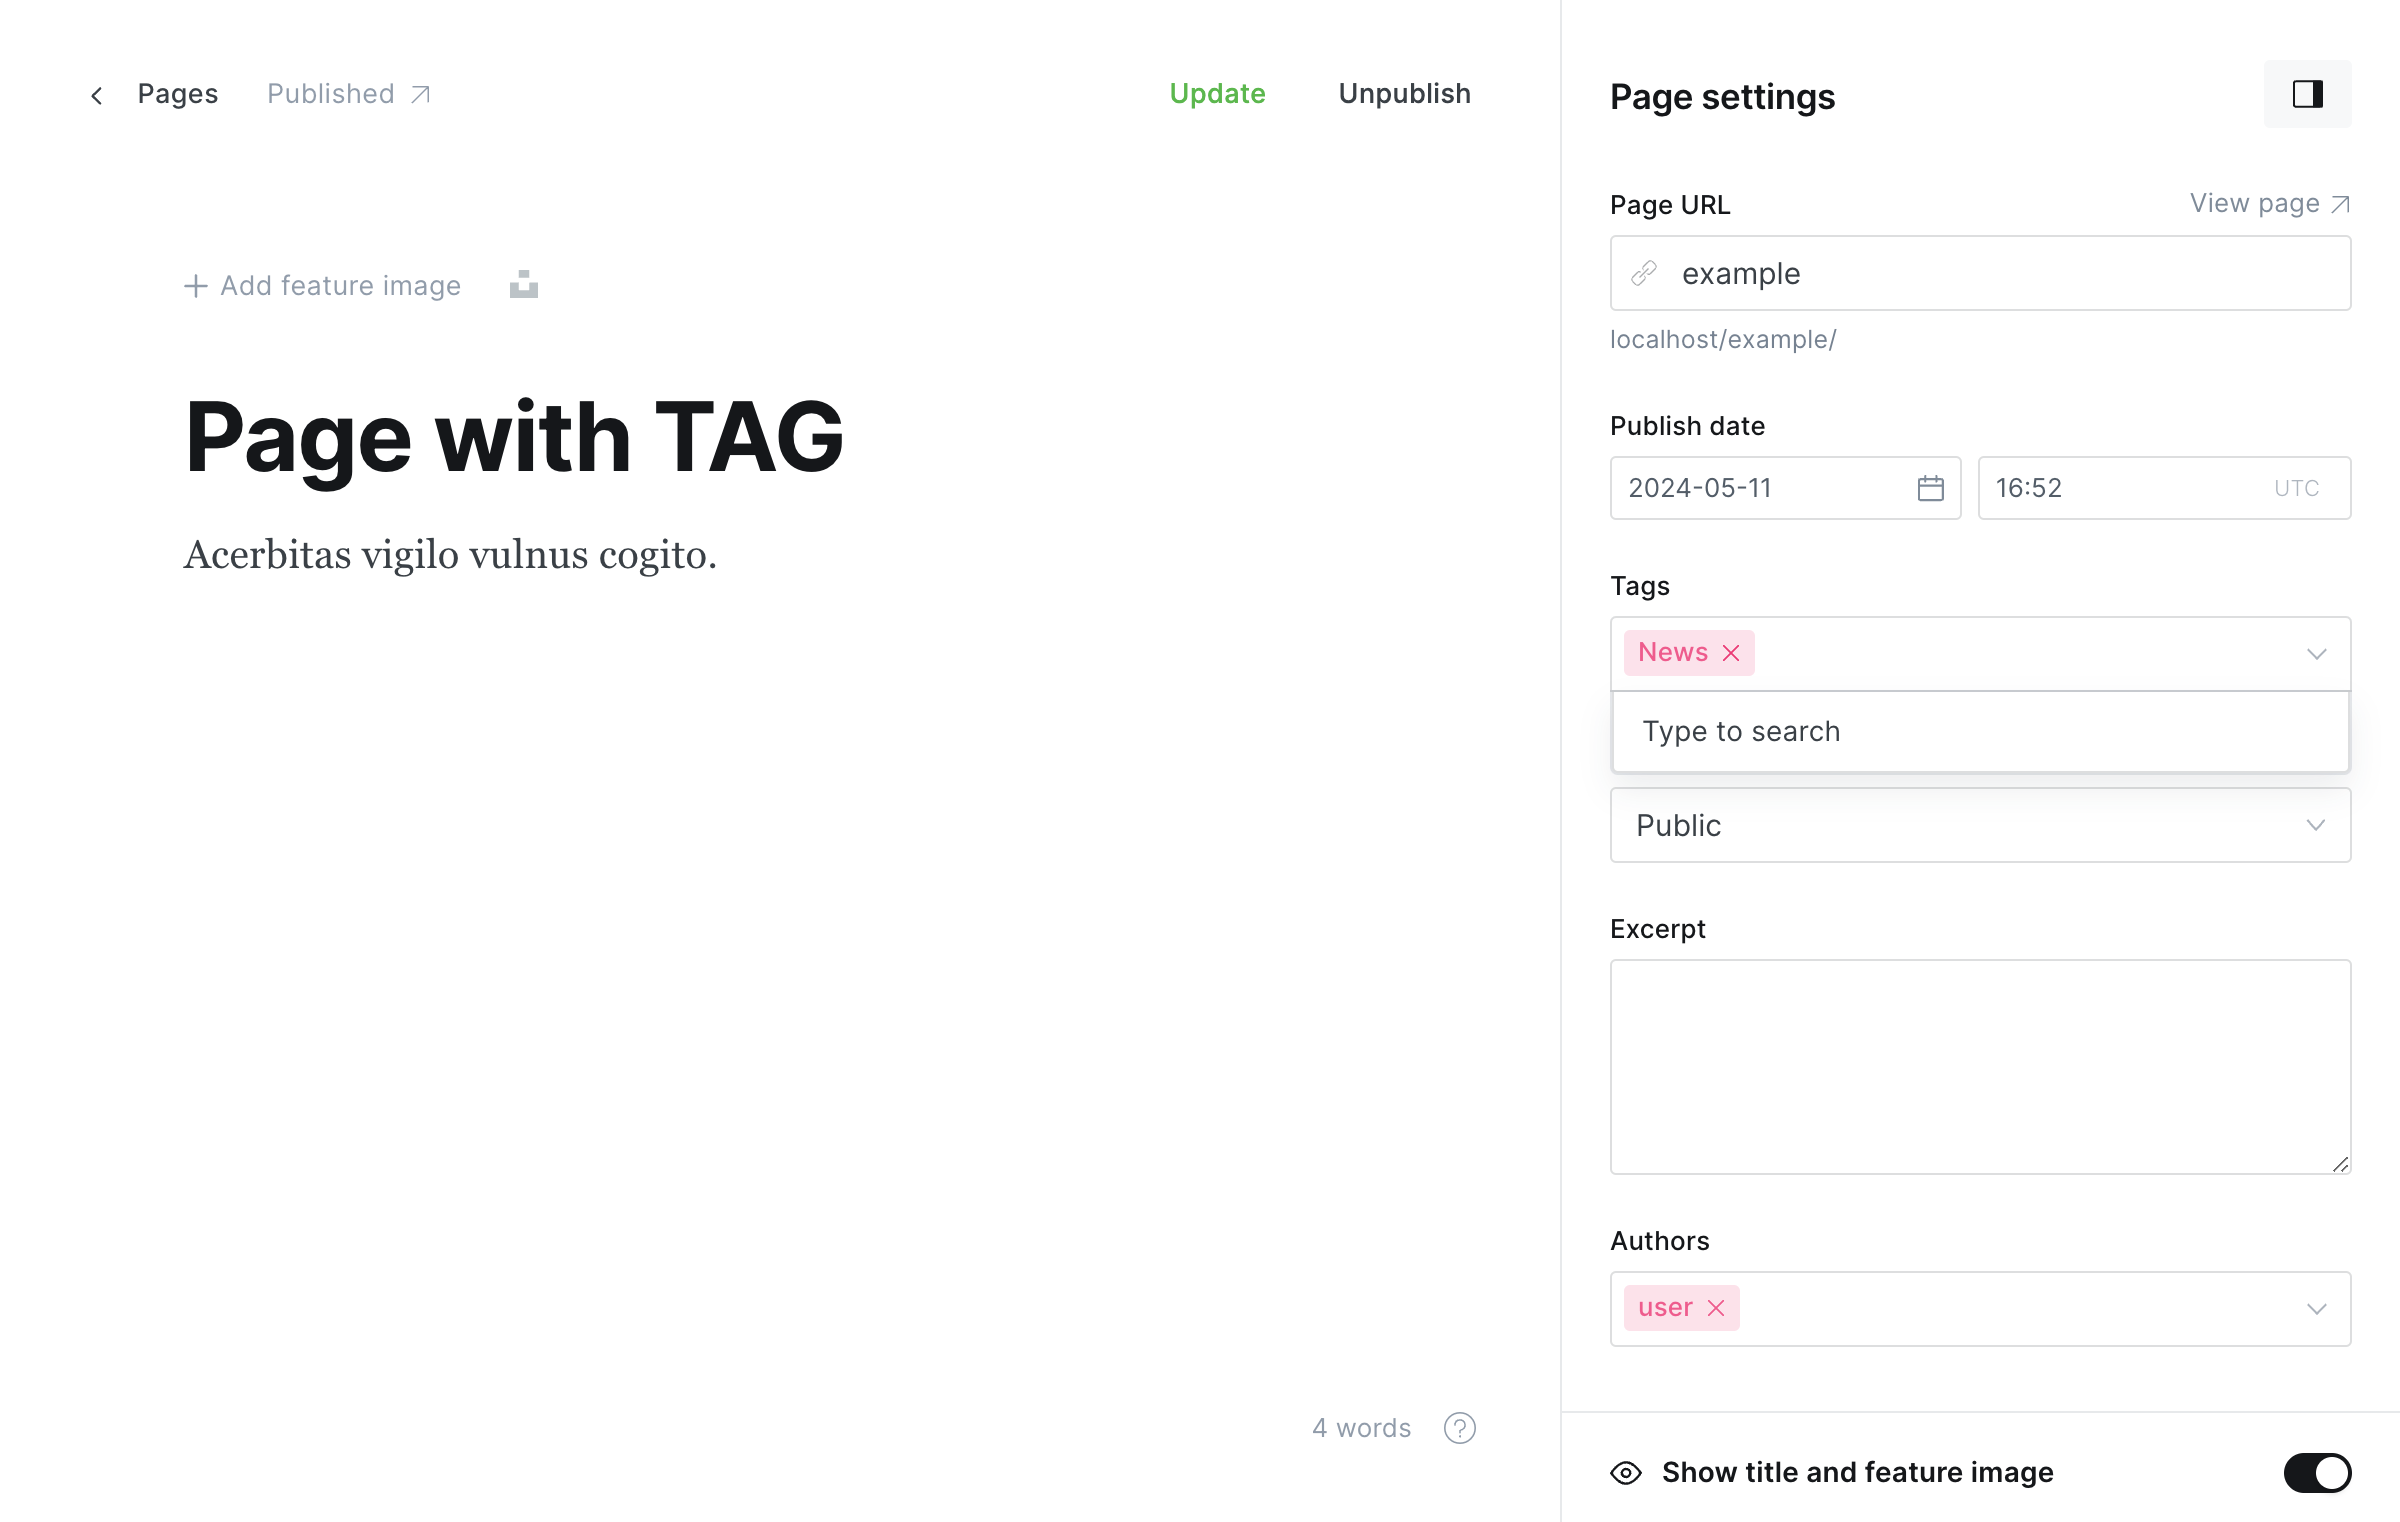 Pages
Published
Update
Unpublish
Add feature image
Page with TAG
Acerbitas vigilo vulnus cogito.
4 words
?
Page settings
Page URL
View page
example
localhost/example/
Publish date
2024-05-11
16:52
UTC
Tags
News
Type to search
Public
Excerpt
Authors
user
Show title and feature image